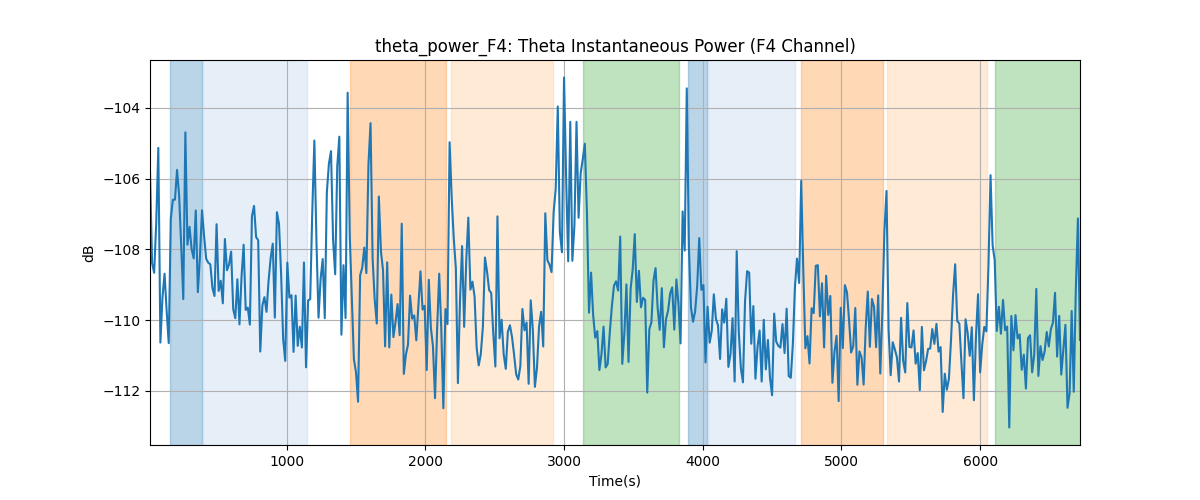 theta_power_F4: Theta Instantaneous Power (F4 Channel)
−104
−106
−108
−110
−112
dB
1000 2000 3000 4000 5000 6000
Time(s)